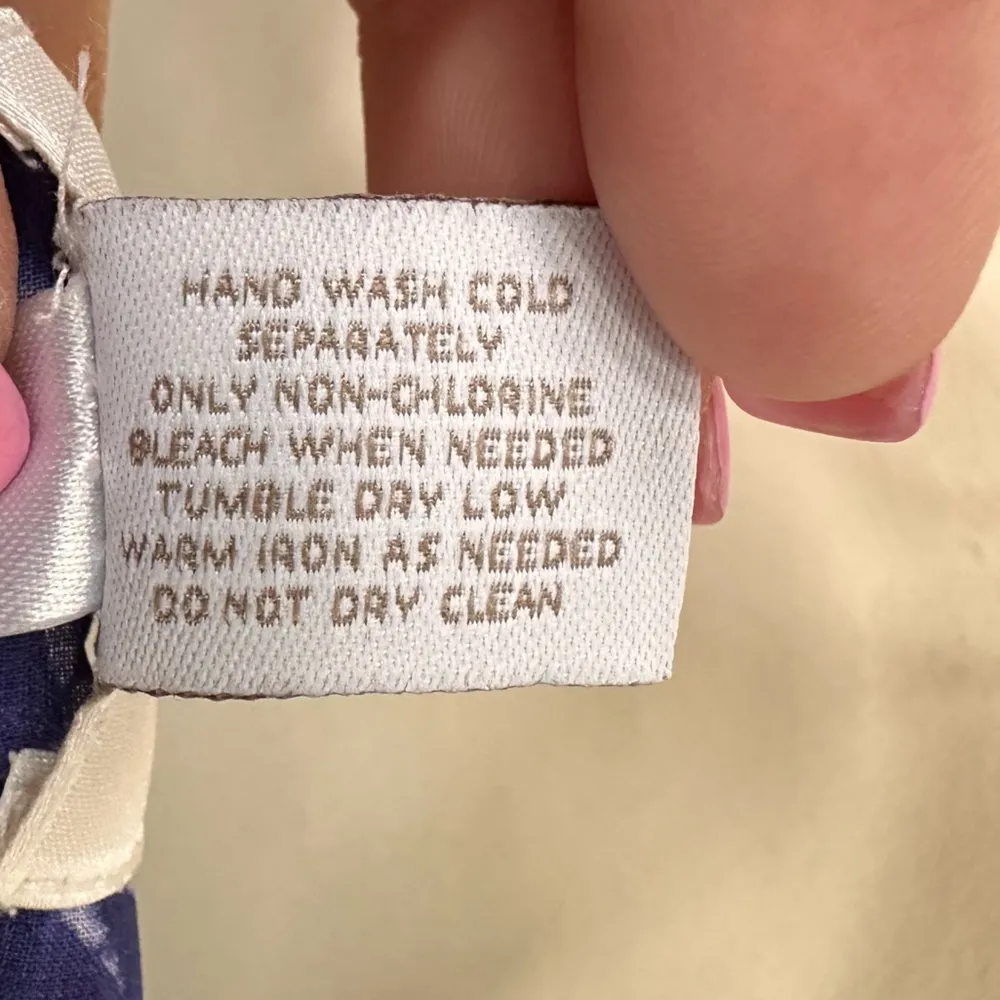 HAND WASH COLD
SEPARATELY
ONLY NON-CHLORINE
BLEACH WHEN NEEDED
TUMBLE DRY LOW
WARM IRON AS NEEDED
DO NOT DRY CLEAN